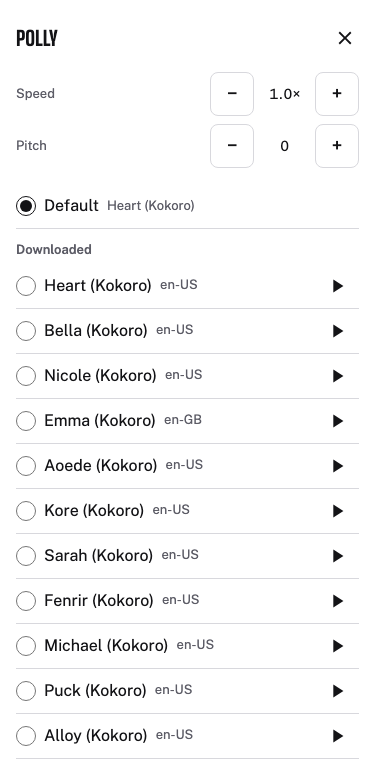 POLLY
Speed − 1.0× +
Pitch − 0 +
Default Heart (Kokoro)
Downloaded
Heart (Kokoro) en-US
Bella (Kokoro) en-US
Nicole (Kokoro) en-US
Emma (Kokoro) en-GB
Aoede (Kokoro) en-US
Kore (Kokoro) en-US
Sarah (Kokoro) en-US
Fenrir (Kokoro) en-US
Michael (Kokoro) en-US
Puck (Kokoro) en-US
Alloy (Kokoro) en-US